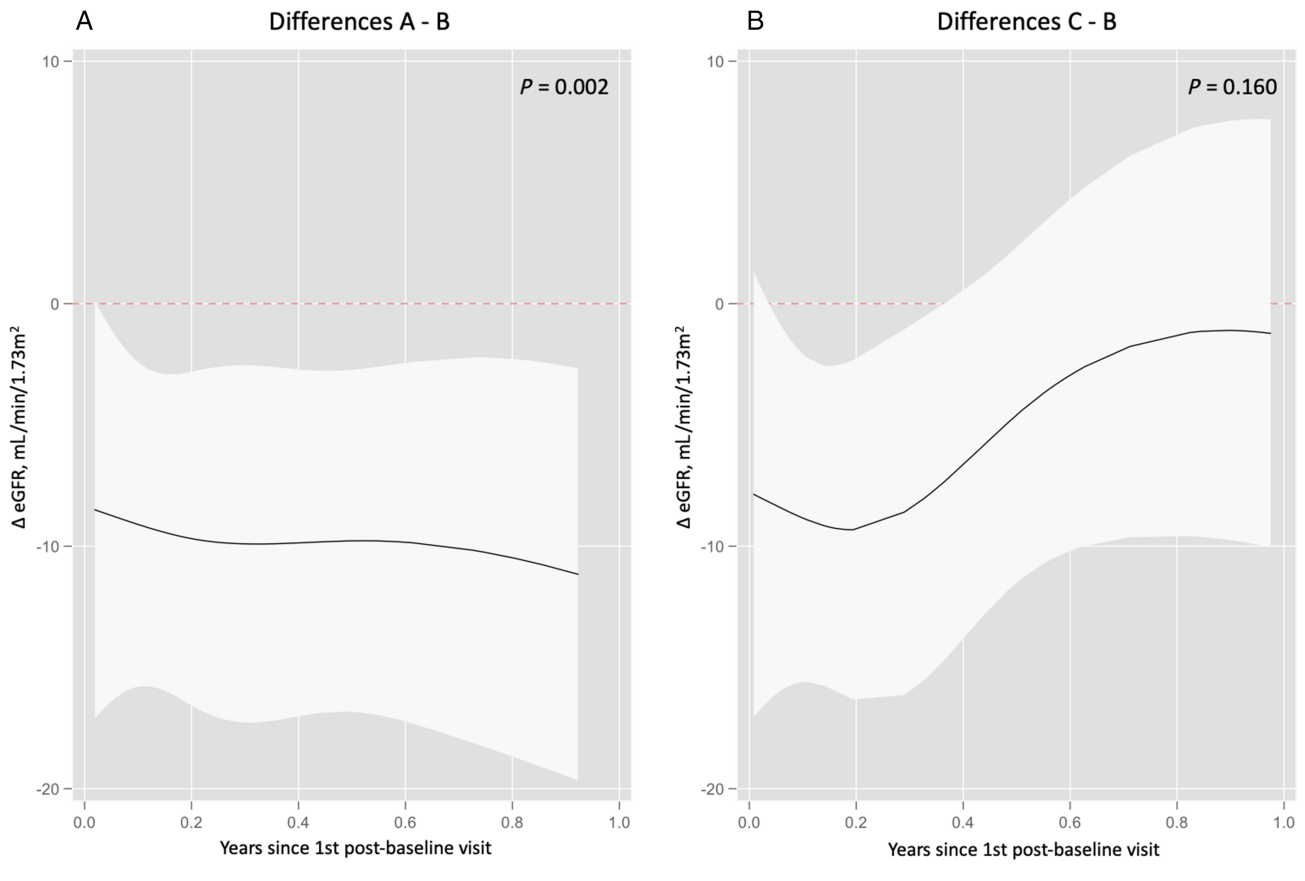 A
Differences A - B
10
0
-10
-20
Δ eGFR, mL/min/1.73m²
P = 0.002
0.0 0.2 0.4 0.6 0.8 1.0
Years since 1st post-baseline visit
B
Differences C - B
10
0
-10
-20
Δ eGFR, mL/min/1.73m²
P = 0.160
0.0 0.2 0.4 0.6 0.8 1.0
Years since 1st post-baseline visit